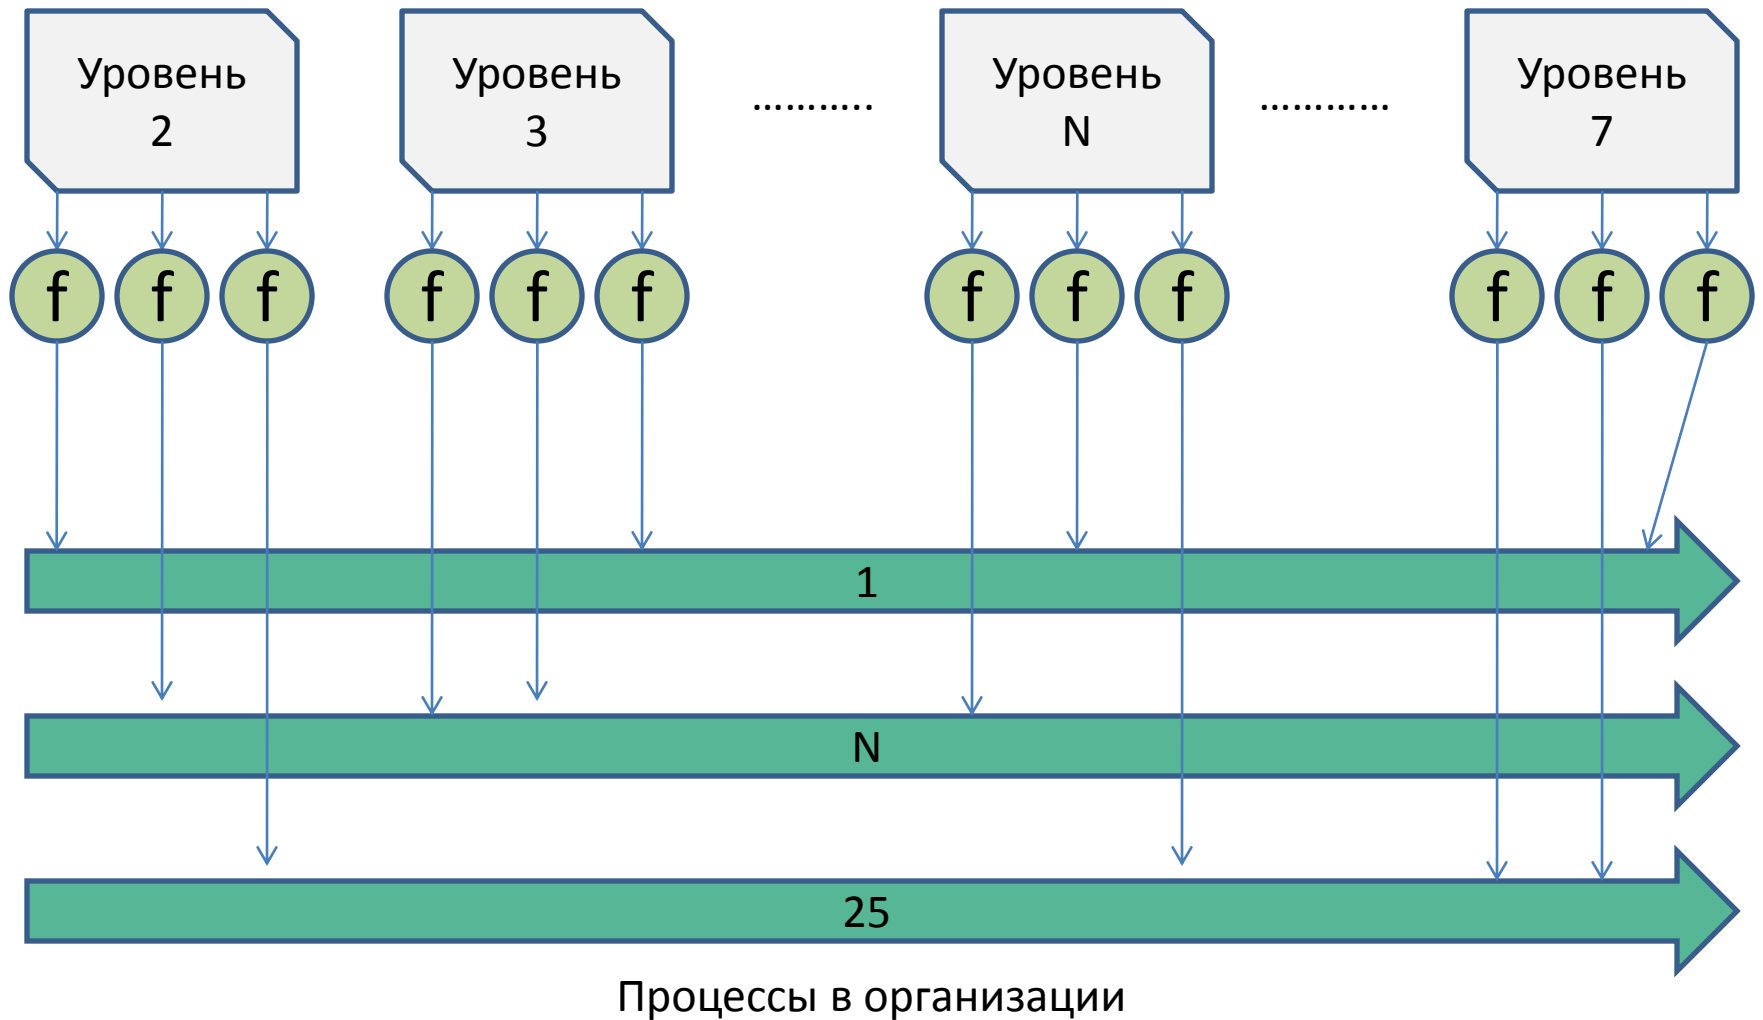 Уровень
2
Уровень
3
...........
Уровень
N
............
Уровень
7
f f f f f f f f f f f f
1
N
25
Процессы в организации